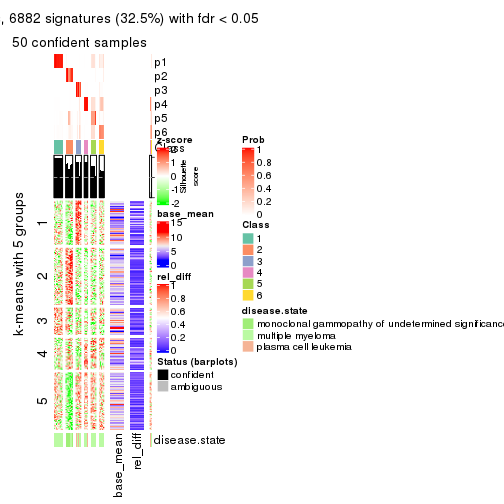 , 6882 signatures (32.5%) with fdr < 0.05
50 confident samples
p1
p2
p3
p4
p5
p6
Class
z-score
2
1
0
-1
-2
Silhouette
score
base_mean
15
10
5
0
rel_diff
1
0.8
0.6
0.4
0.2
0
Status (barplots)
confident
ambiguous
Prob
1
0.8
0.6
0.4
0.2
0
Class
1
2
3
4
5
6
disease.state
monoclonal gammopathy of undetermined significance
multiple myeloma
plasma cell leukemia
k-means with 5 groups
1
2
3
4
5
disease.state
base_mean
rel_diff